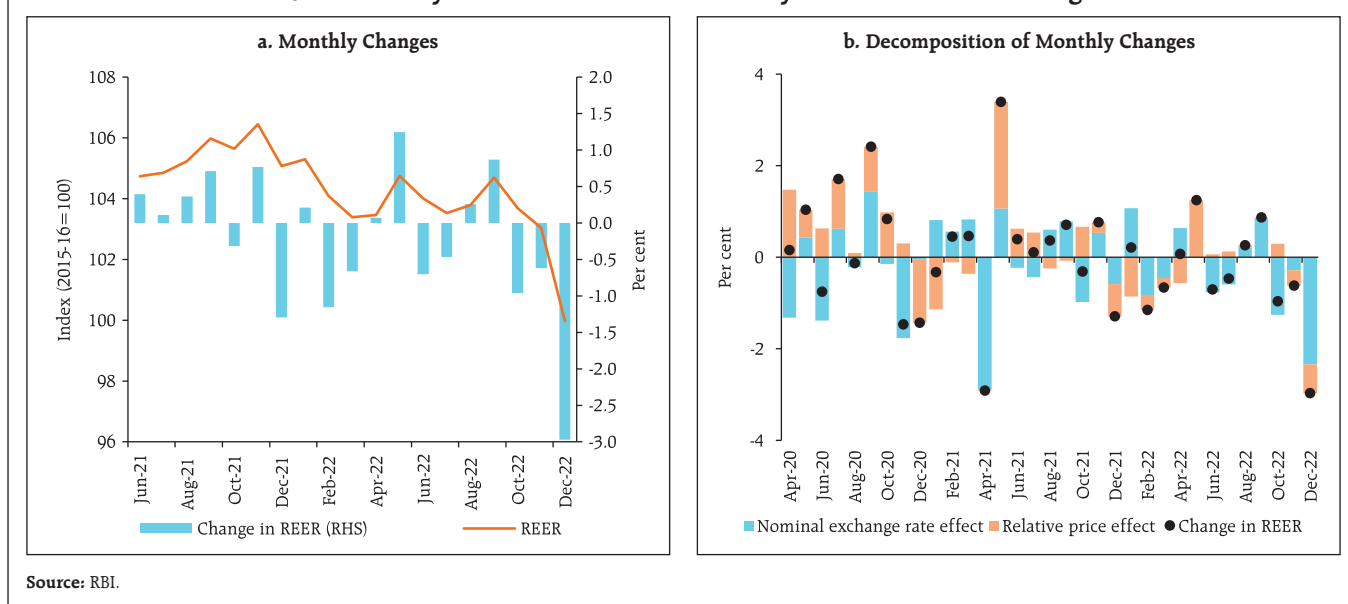 a. Monthly Changes
108
106
104
102
100
98
96
Index (2015-16=100)
2.0
1.5
1.0
0.5
0.0
-0.5
-1.0
-1.5
-2.0
-2.5
-3.0
Per cent
Jun-21
Aug-21
Oct-21
Dec-21
Feb-22
Apr-22
Jun-22
Aug-22
Oct-22
Dec-22
Change in REER (RHS) REER
b. Decomposition of Monthly Changes
4
2
0
-2
-4
Per cent
Apr-20
Jun-20
Aug-20
Oct-20
Dec-20
Feb-21
Apr-21
Jun-21
Aug-21
Oct-21
Dec-21
Feb-22
Apr-22
Jun-22
Aug-22
Oct-22
Dec-22
Nominal exchange rate effect Relative price effect Change in REER
Source: RBI.